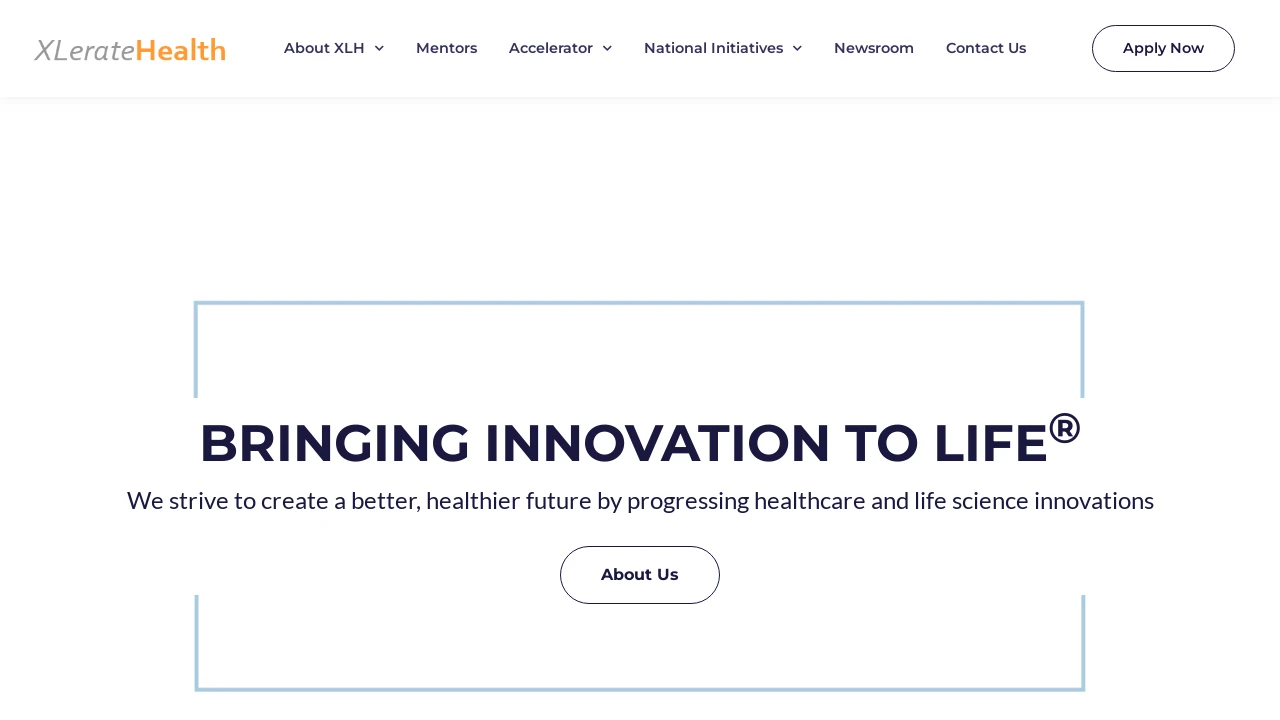 XLerateHealth
About XLH
Mentors
Accelerator
National Initiatives
Newsroom
Contact Us
Apply Now
BRINGING INNOVATION TO LIFE®
We strive to create a better, healthier future by progressing healthcare and life science innovations
About Us